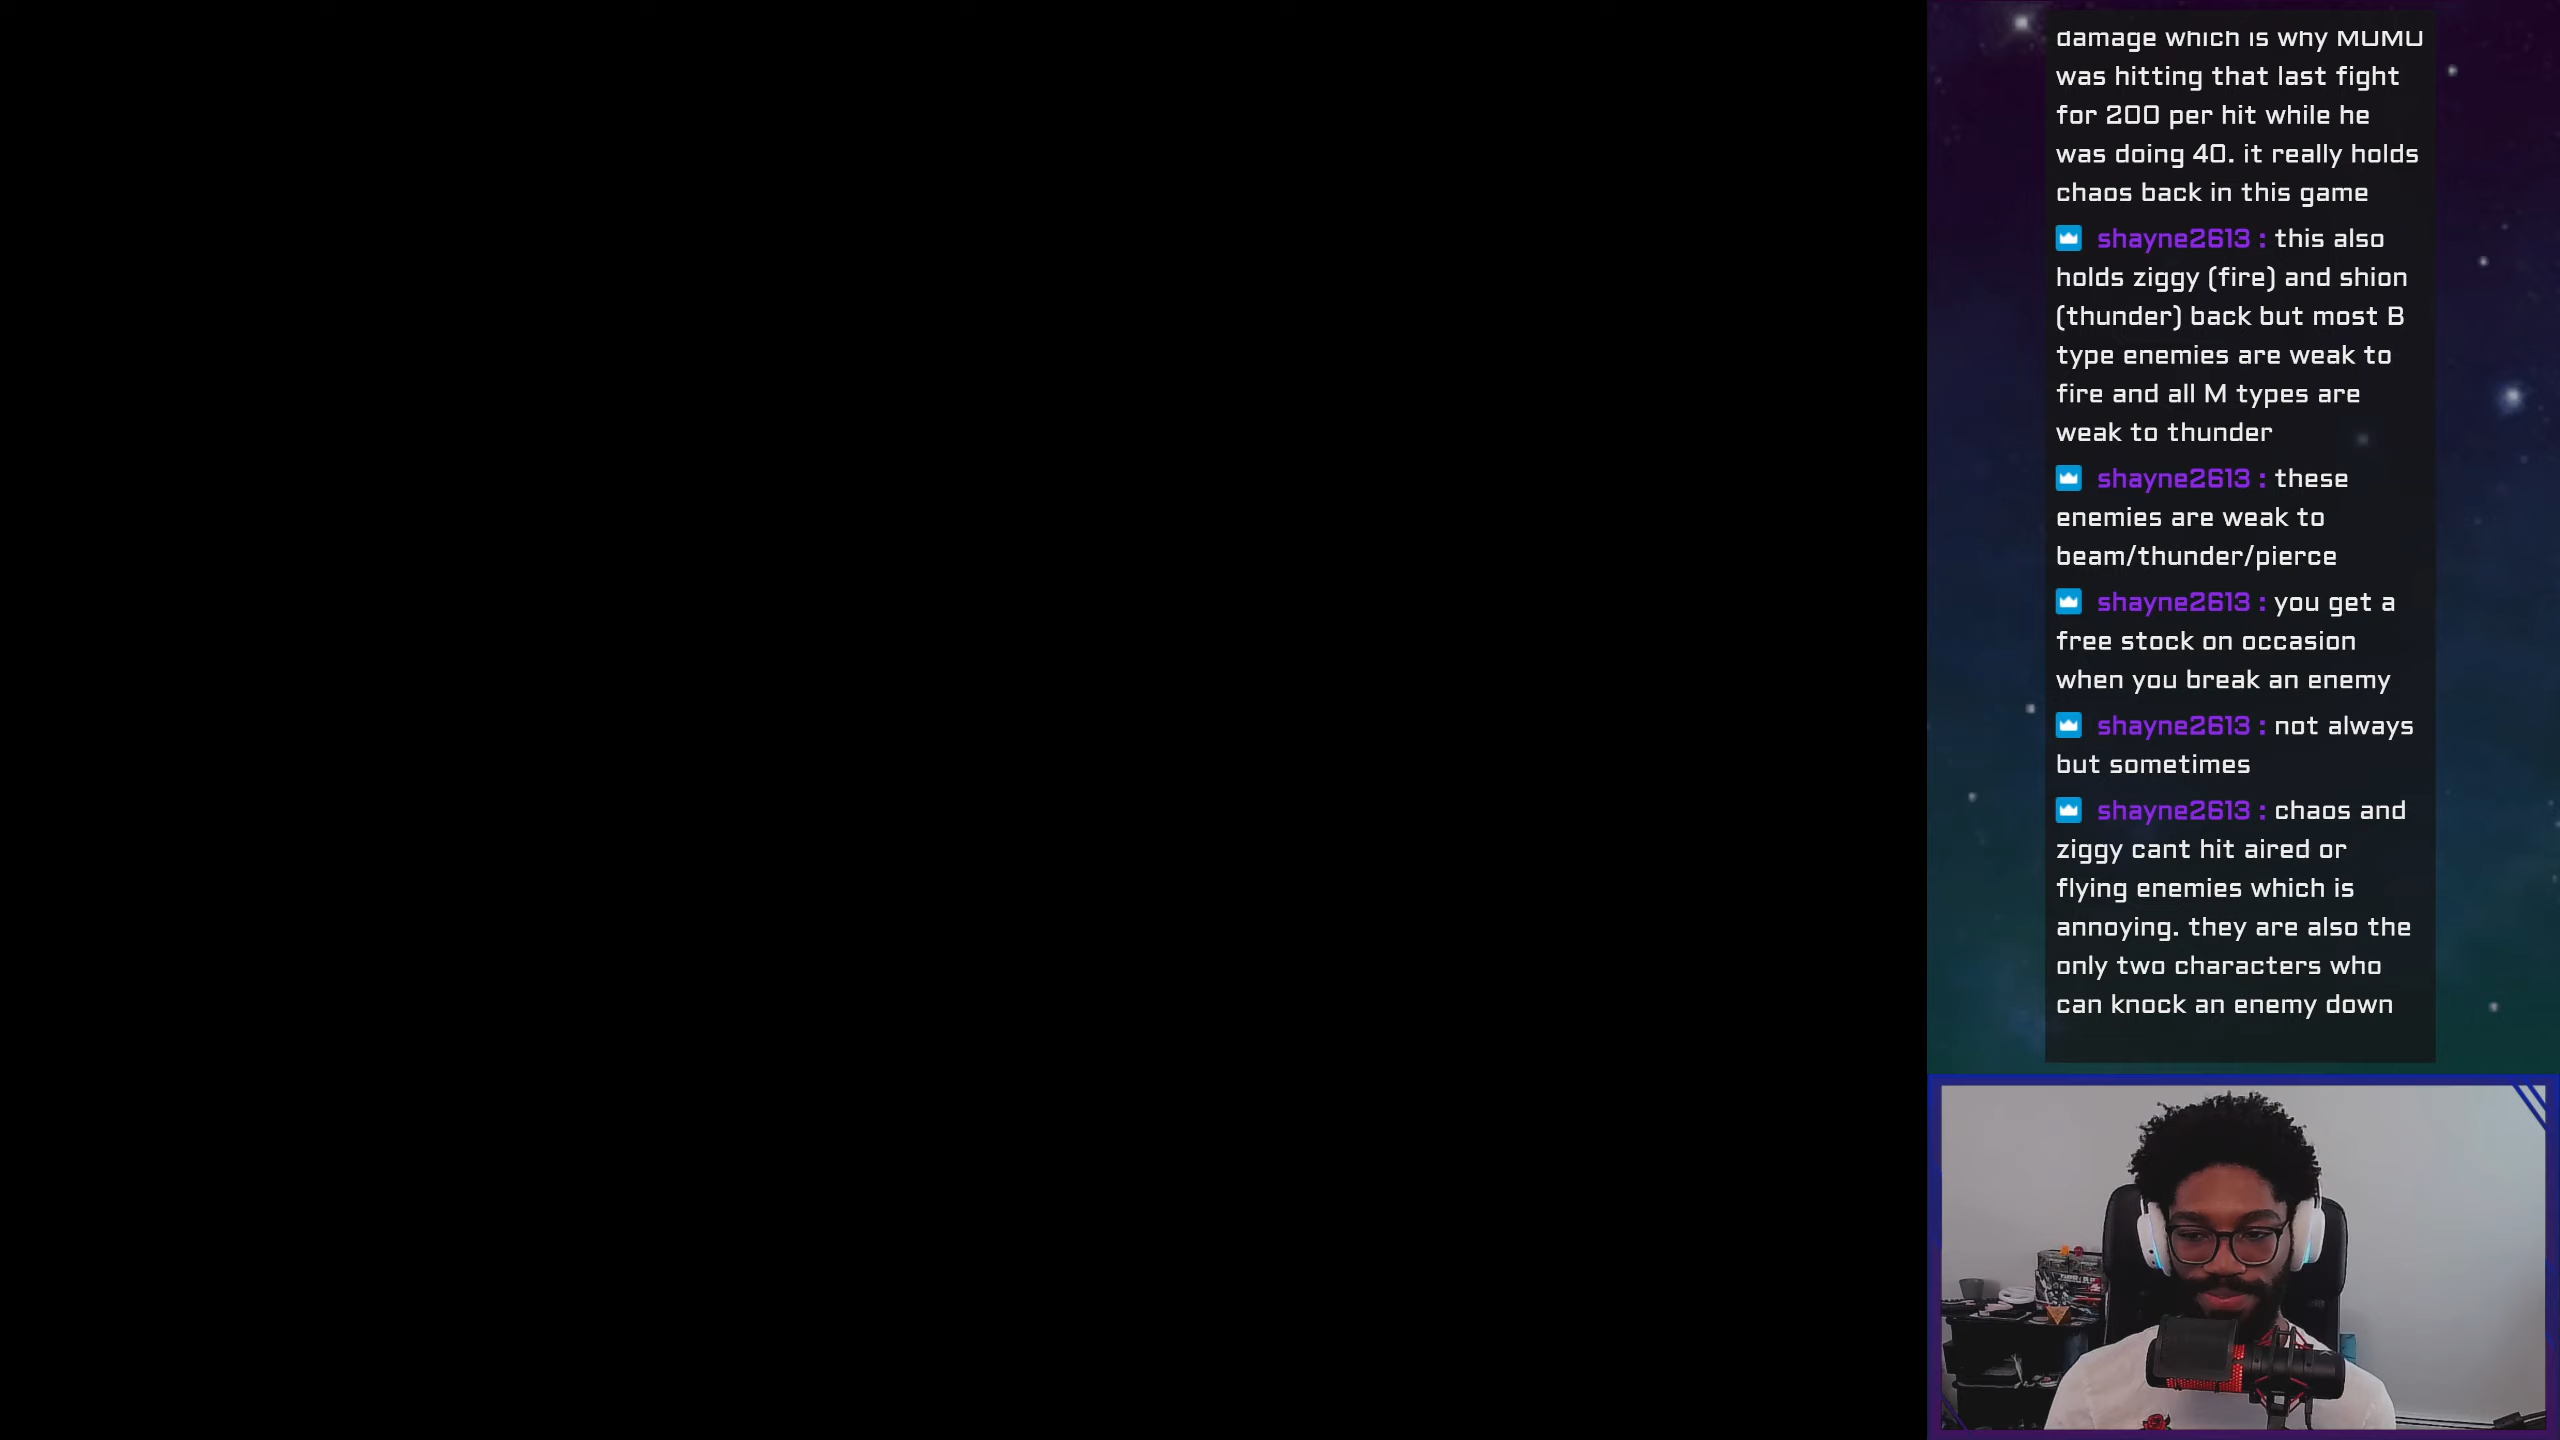 damage which is why MOMO
was hitting that last fight
for 200 per hit while he
was doing 40. it really holds
chaos back in this game
shayne2613 : this also
holds ziggy (fire) and shion
(thunder) back but most B
type enemies are weak to
fire and all M types are
weak to thunder
shayne2613 : these
enemies are weak to
beam/thunder/pierce
shayne2613 : you get a
free stock on occasion
when you break an enemy
shayne2613 : not always
but sometimes
shayne2613 : chaos and
ziggy cant hit aired or
flying enemies which is
annoying. they are also the
only two characters who
can knock an enemy down